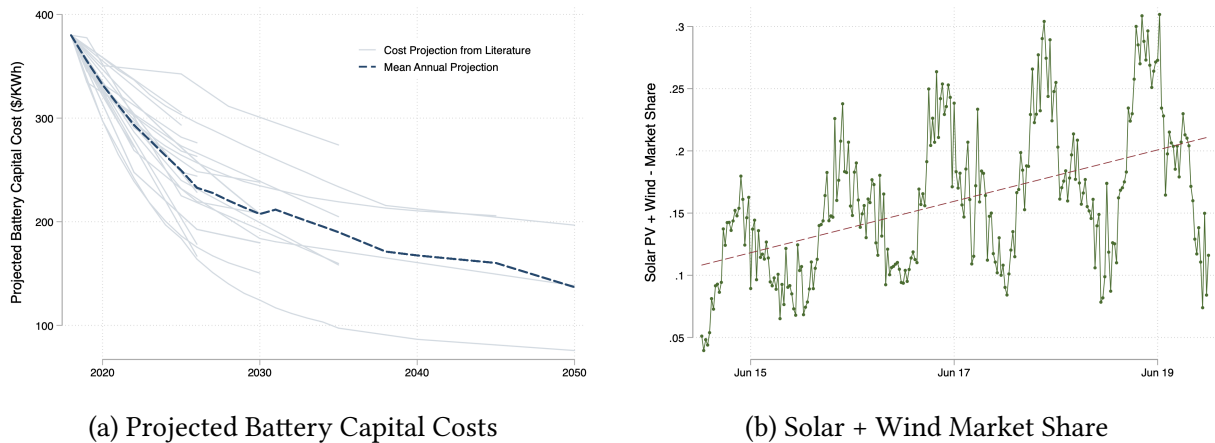 Projected Battery Capital Cost ($/KWh)
400
300
200
100
2020
2030
2040
2050
Cost Projection from Literature
Mean Annual Projection
(a) Projected Battery Capital Costs
Solar PV + Wind - Market Share
.3
.25
.2
.15
.1
.05
Jun 15
Jun 17
Jun 19
(b) Solar + Wind Market Share